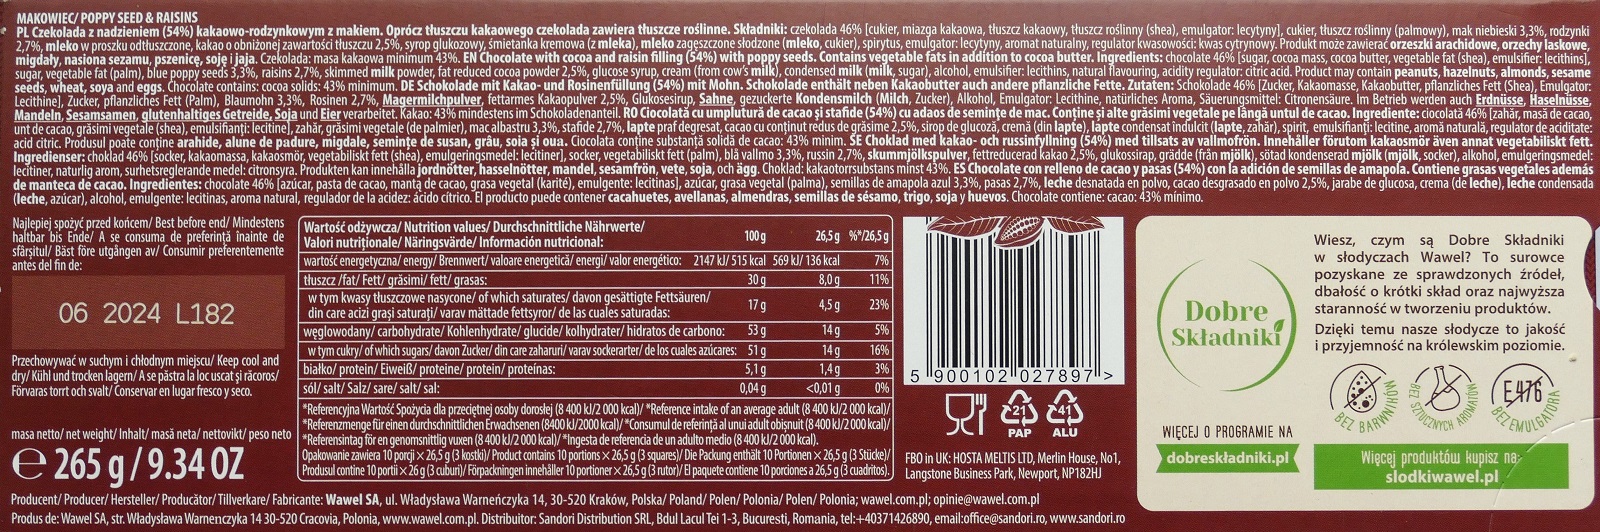 MAKOWIEC/ POPPY SEED & RAISINS
PL Czekolada z nadzieniem (54%) kakaowo-rodzynkowym z makiem. Oprócz tłuszczu kakaowego czekolada zawiera tłuszcze roślinne. Składniki: czekolada 46% [cukier, miazga kakaowa, tłuszcz kakaowy, tłuszcz roślinny (shea), emulgator: lecytyny], cukier, tłuszcz roślinny (palmowy), mak niebieski 3,3%, rodzynki
2,7%, mleko w proszku odtłuszczone, kakao o obniżonej zawartości tłuszczu 2,5%, syrop glukozowy, śmietanka kremowa (z mleka), mleko zagęszczone słodzone (mleko, cukier), spirytus, emulgator: lecytyny, aromat naturalny, regulator kwasowości: kwas cytrynowy. Produkt może zawierać orzeszki arachidowe, orzechy laskowe,
migdały, nasiona sezamu, pszenicę, soję i jaja. Czekolada: masa kakaowa minimum 43%. EN Chocolate with cocoa and raisin filling (54%) with poppy seeds. Contains vegetable fats in addition to cocoa butter. Ingredients: chocolate 46% [sugar, cocoa mass, cocoa butter, vegetable fat (shea), emulsifier: lecithins],
sugar, vegetable fat (palm), blue poppy seeds 3,3%, raisins 2,7%, skimmed milk powder, fat reduced cocoa powder 2,5%, glucose syrup, cream (from cow's milk), condensed milk (milk, sugar), alcohol, emulsifier: lecithins, natural flavouring, acidity regulator: citric acid. Product may contain peanuts, hazelnuts, almonds, sesame
seeds, wheat, soya and eggs. Chocolate contains: cocoa solids: 43% minimum. DE Schokolade mit Kakao- und Rosinenfüllung (54%) mit Mohn. Schokolade enthält neben Kakaobutter auch andere pflanzliche Fette. Zutaten: Schokolade 46% [Zucker, Kakaomasse, Kakaobutter, pflanzliches Fett (Shea), Emulgator:
Lecithine], Zucker, pflanzliches Fett (Palm), Blaumohn 3,3%, Rosinen 2,7%, Magermilchpulver, fettarmes Kakaopulver 2,5%, Glukosesirup, Sahne, gezuckerte Kondensmilch (Milch, Zucker), Alkohol, Emulgator: Lecithine, natürliches Aroma, Säuerungsmittel: Citronensäure. Im Betrieb werden auch Erdnüsse, Haselnüsse,
Mandeln, Sesamsamen, glutenhaltiges Getreide, Soja und Eier verarbeitet. Kakao: 43% mindestens im Schokoladenanteil. RO Ciocolată cu umplutură de cacao și stafide (54%) cu adaos de semințe de mac. Conține și alte grăsimi vegetale pe lângă untul de cacao. Ingrediente: ciocolată 46% [zahăr, masă de cacao,
unt de cacao, grăsimi vegetale (shea), emulsifianți: lecitine], zahăr, grăsimi vegetale (de palmier), mac albastru 3,3%, stafide 2,7%, lapte praf degresat, cacao cu conținut redus de grăsime 2,5%, sirop de glucoză, cremă (din lapte), lapte condensat îndulcit (lapte, zahăr), spirit, emulsifianți: lecitine, aromă naturală, regulator de aciditate:
acid citric. Produsul poate conține arahide, alune de pădure, migdale, semințe de susan, grâu, soia și oua. Ciocolata conține substanță solidă de cacao: 43% minim. SE Choklad med kakao- och russinfyllning (54%) med tillsats av vallmofrön. Innehåller förutom kakaosmör även annat vegetabiliskt fett.
Ingredienser: choklad 46% [socker, kakaomassa, kakaosmör, vegetabiliskt fett (shea), emulgeringsmedel: lecitiner], socker, vegetabiliskt fett (palm), blå vallmo 3,3%, russin 2,7%, skummjölkspulver, fettreducerad kakao 2,5%, glukossirap, grädde (från mjölk), sötad kondenserad mjölk (mjölk, socker), alkohol, emulgeringsmedel:
lecitiner, naturlig arom, surhetsreglerande medel: citronsyra. Produkten kan innehålla jordnötter, hasselnötter, mandel, sesamfrön, vete, soja, och ägg. Choklad: kakaotorrsubstans minst 43%. ES Chocolate con relleno de cacao y pasas (54%) con la adición de semillas de amapola. Contiene grasas vegetales además
de manteca de cacao. Ingredientes: chocolate 46% [azúcar, pasta de cacao, manta de cacao, grasa vegetal (karité), emulgente: lecitinas], azúcar, grasa vegetal (palma), semillas de amapola azul 3,3%, pasas 2,7%, leche desnatada en polvo, cacao desgrasado en polvo 2,5%, jarabe de glucosa, crema (de leche), leche condensada
(leche, azúcar), alcohol, emulgente: lecitinas, aroma natural, regulador de la acidez: ácido cítrico. El producto puede contener cacahuetes, avellanas, almendras, semillas de sésamo, trigo, soja y huevos. Chocolate contiene: cacao: 43% mínimo.
Najlepiej spożyć przed końcem/ Best before end/ Mindestens
haltbar bis Ende/ A se consuma de preferință înainte de
sfârșitul/ Bäst före utgången av/ Consumir preferentemente
antes del fin de:
06 2024 L182
Przechowywać w suchym i chłodnym miejscu/ Keep cool and
dry/ Kühl und trocken lagern/ A se păstra la loc uscat și răcoros/
Förvaras torrt och svalt/ Conservar en lugar fresco y seco.
masa netto/ net weight/ Inhalt/ masă neta/ nettovikt/ peso neto
℮ 265 g / 9.34 OZ
Wartość odżywcza/ Nutrition values/ Durchschnittliche Nährwerte/
Valori nutriționale/ Näringsvärde/ Información nutricional: 100 g 26,5 g %*/26,5 g
wartość energetyczna/ energy/ Brennwert/ valoare energetică/ energi/ valor energético: 2147 kJ/ 515 kcal 569 kJ/ 136 kcal 7%
tłuszcz /fat/ Fett/ grăsimi/ fett/ grasas: 30 g 8,0 g 11%
w tym kwasy tłuszczowe nasycone/ of which saturates/ davon gesättigte Fettsäuren/
din care acizi grași saturați/ varav mättade fettsyror/ de las cuales saturadas: 17 g 4,5 g 23%
węglowodany/ carbohydrate/ Kohlenhydrate/ glucide/ kolhydrater/ hidratos de carbono: 53 g 14 g 5%
w tym cukry/ of which sugars/ davon Zucker/ din care zaharuri/ varav sockerarter/ de los cuales azúcares: 51 g 14 g 16%
białko/ protein/ Eiweiß/ proteine/ protein/ proteínas: 5,1 g 1,4 g 3%
sól/ salt/ Salz/ sare/ salt/ sal: 0,04 g <0,01 g 0%
*Referencyjna Wartość Spożycia dla przeciętnej osoby dorosłej (8 400 kJ/2 000 kcal)/ *Reference intake of an average adult (8 400 kJ/2 000 kcal)/
*Referenzmenge für einen durchschnittlichen Erwachsenen (8400 kJ/2 000 kcal)/ *Consumul de referință al unui adult obișnuit (8 400 kJ/2 000 kcal)/
*Referensintag för en genomsnittlig vuxen (8 400 kJ/2 000 kcal)/ *Ingesta de referencia de un adulto medio (8 400 kJ/2 000 kcal).
Opakowanie zawiera 10 porcji x 26,5 g (3 kostki)/ Product contains 10 portions x 26,5 g (3 squares)/ Die Packung enthält 10 Portionen x 26,5 g (3 Stücke)/
Produsul contine 10 portii x 26 g (3 cuburi)/ Förpackningen innehåller 10 portioner x 26,5 g (3 rutor)/ El paquete contiene 10 porciones a 26,5 g (3 cuadritos).
5 900102 027897 >
21 PAP
41 ALU
FBO in UK: HOSTA MELTIS LTD, Merlin House, No1,
Langstone Business Park, Newport, NP182HJ
Dobre
Składniki
WIĘCEJ O PROGRAMIE NA
dobreskładniki.pl
Wiesz, czym są Dobre Składniki
w słodyczach Wawel? To surowce
pozyskane ze sprawdzonych źródeł,
dbałość o krótki skład oraz najwyższa
staranność w tworzeniu produktów.
Dzięki temu nasze słodycze to jakość
i przyjemność na królewskim poziomie.
BEZ BARWNIKÓW
BEZ SZTUCZNYCH AROMATÓW
E476
BEZ EMULGATORA
Więcej produktów kupisz na:
slodkiwawel.pl
Producent/ Producer/ Hersteller/ Producător/ Tillverkare/ Fabricante: Wawel SA, ul. Władysława Warneńczyka 14, 30-520 Kraków, Polska/ Poland/ Polen/ Polonia/ Polen/ Polonia; wawel.com.pl; opinie@wawel.com.pl
Produs de: Wawel SA, str. Władysława Warnenczyka 14 30-520 Cracovia, Polonia, www.wawel.com.pl. Distribuitor: Sandori Distribution SRL, Bdul Lacul Tei 1-3, Bucuresti, Romania, tel:+40371426890, email:office@sandori.ro, www.sandori.ro